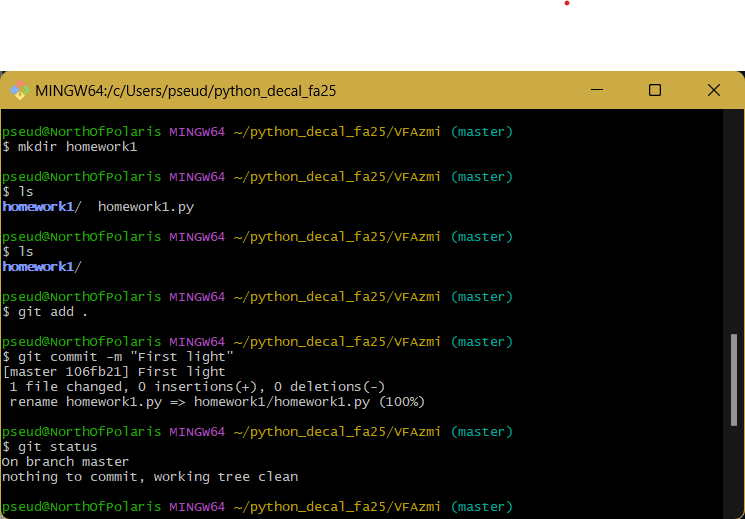 MINGW64:/c/Users/pseud/python_decal_fa25
pseud@NorthOfPolaris MINGW64 ~/python_decal_fa25/VFAzmi (master)
$ mkdir homework1
pseud@NorthOfPolaris MINGW64 ~/python_decal_fa25/VFAzmi (master)
$ ls
homework1/  homework1.py
pseud@NorthOfPolaris MINGW64 ~/python_decal_fa25/VFAzmi (master)
$ ls
homework1/
pseud@NorthOfPolaris MINGW64 ~/python_decal_fa25/VFAzmi (master)
$ git add .
pseud@NorthOfPolaris MINGW64 ~/python_decal_fa25/VFAzmi (master)
$ git commit -m "First light"
[master 106fb21] First light
 1 file changed, 0 insertions(+), 0 deletions(-)
 rename homework1.py => homework1/homework1.py (100%)
pseud@NorthOfPolaris MINGW64 ~/python_decal_fa25/VFAzmi (master)
$ git status
On branch master
nothing to commit, working tree clean
pseud@NorthOfPolaris MINGW64 ~/python_decal_fa25/VFAzmi (master)